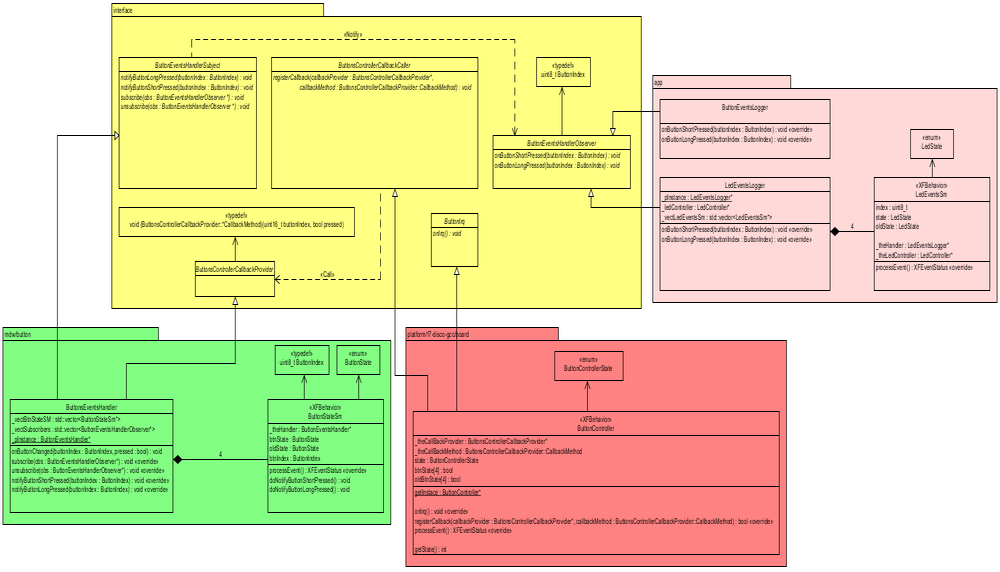 interface
«Notify»
ButtonEventsHandlerSubject
notifyButtonLongPressed(buttonIndex : ButtonIndex) : void
notifyButtonShortPressed(buttonIndex : ButtonIndex) : void
subscribe(obs : ButtonEventsHandlerObserver *) : void
unsubscribe(obs : ButtonEventsHandlerObserver *) : void
ButtonsControllerCallbackCaller
registerCallback(callbackProvider : ButtonsControllerCallbackProvider*,
callbackMethod : ButtonsControllerCallbackProvider::CallbackMethod) : void
«typedef»
uint8_t ButtonIndex
ButtonEventsHandlerObserver
onButtonShortPressed(buttonIndex : ButtonIndex) : void
onButtonLongPressed(buttonIndex : ButtonIndex) : void
«typedef»
void (ButtonsControllerCallbackProvider::*CallbackMethod)(uint16_t buttonIndex, bool pressed)
ButtonIrq
onIrq() : void
ButtonsControllerCallbackProvider
«Call»
app
ButtonEventsLogger
onButtonShortPressed(buttonIndex : ButtonIndex) : void «override»
onButtonLongPressed(buttonIndex : ButtonIndex) : void «override»
«enum»
LedState
LedEventsLogger
_pInstance : LedEventsLogger*
_ledController : LedController*
_vecLedEventsSm : std::vector<LedEventsSm*>
onButtonShortPressed(buttonIndex : ButtonIndex) : void «override»
onButtonLongPressed(buttonIndex : ButtonIndex) : void «override»
4
«XFBehavior»
LedEventsSm
index : uint8_t
state : LedState
oldState : LedState
_theHandler : LedEventsLogger*
_theLedController : LedController*
processEvent() : XFEventStatus «override»
mdw/button
«typedef»
uint8_t ButtonIndex
«enum»
ButtonState
ButtonsEventsHandler
_vectBtnStateSM : std::vector<ButtonStateSm*>
_vectSubscribers : std::vector<ButtonEventsHandlerObserver*>
_pInstance : ButtonEventsHandler*
onButtonChanged(buttonIndex : ButtonIndex, pressed : bool) : void
subscribe(obs : ButtonEventsHandlerObserver*) : void «override»
unsubscribe(obs : ButtonEventsHandlerObserver*) : void «override»
notifyButtonShortPressed(buttonIndex : ButtonIndex) : void «override»
notifyButtonLongPressed(buttonIndex : ButtonIndex) : void «override»
4
«XFBehavior»
ButtonStateSm
_theHandler : ButtonEventsHandler*
btnState : ButtonState
oldState : ButtonState
btnIndex : ButtonIndex
processEvent() : XFEventStatus «override»
doNotifyButtonShortPressed() : void
doNotifyButtonLongPressed() : void
platform/f7-disco-gcc/board
«enum»
ButtonControllerState
«XFBehavior»
ButtonController
_theCallBackProvider : ButtonsControllerCallbackProvider*
_theCallbackMethod : ButtonsControllerCallbackProvider::CallbackMethod
state : ButtonControllerState
btnState[4] : bool
oldBtnState[4] : bool
getInstace : ButtonController*
onIrq() : void «override»
registerCallback(callbackProvider : ButtonsControllerCallbackProvider*, callbackMethod : ButtonsControllerCallbackProvider::CallbackMethod) : bool «override»
processEvent() : XFEventStatus «override»
getState() : int